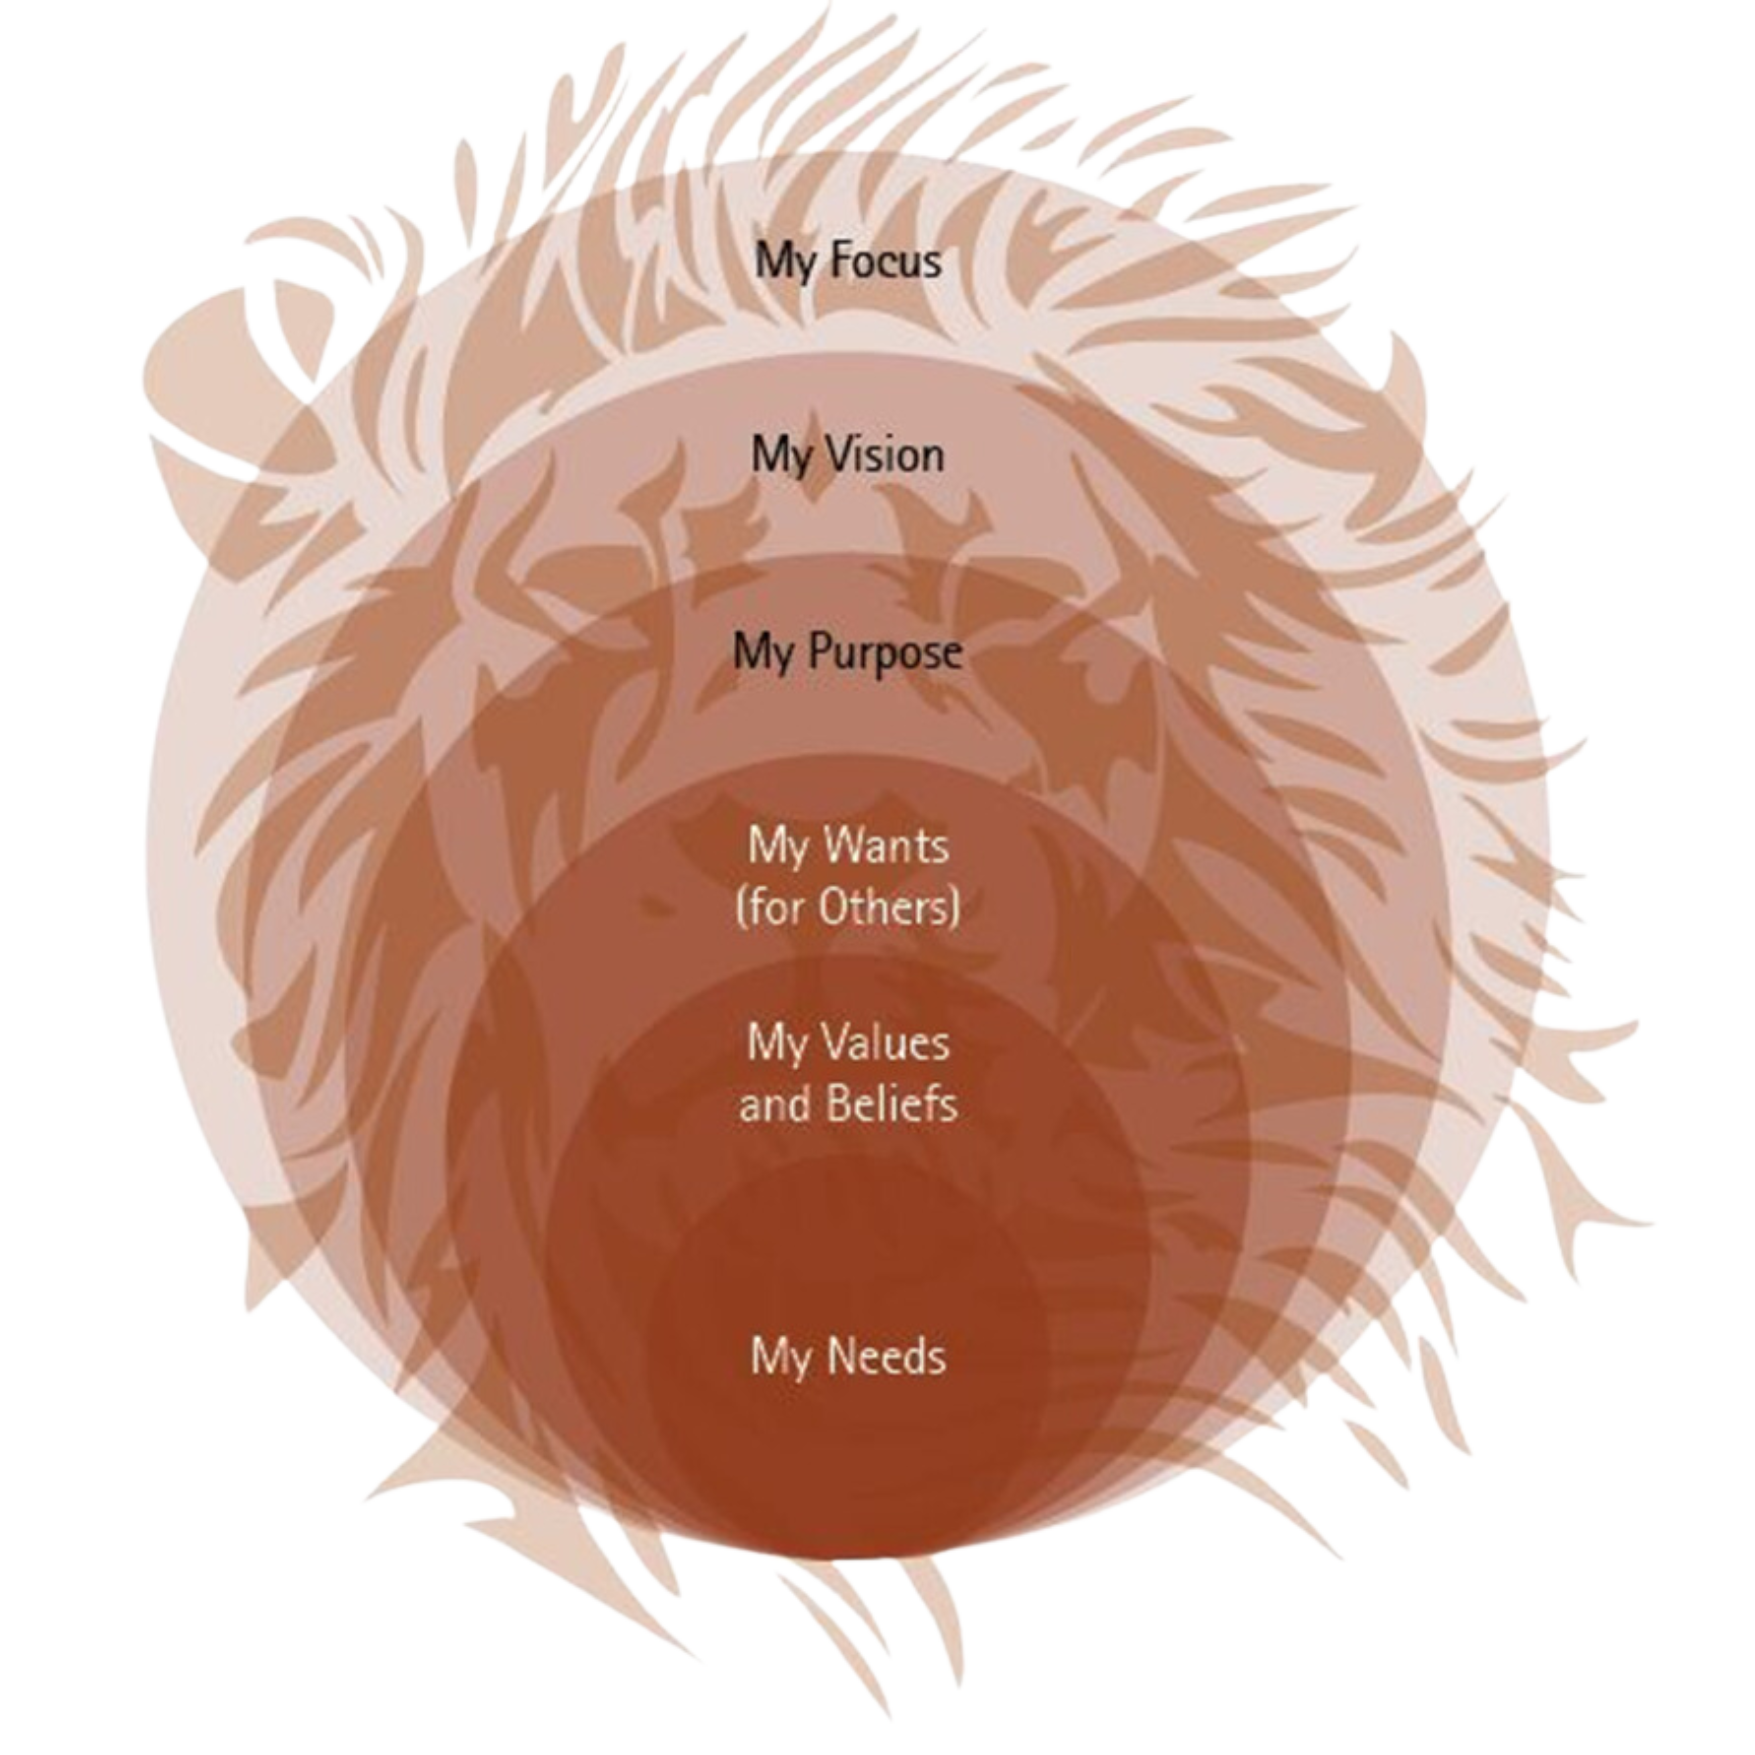 My Focus
My Vision
My Purpose
My Wants
(for Others)
My Values
and Beliefs
My Needs